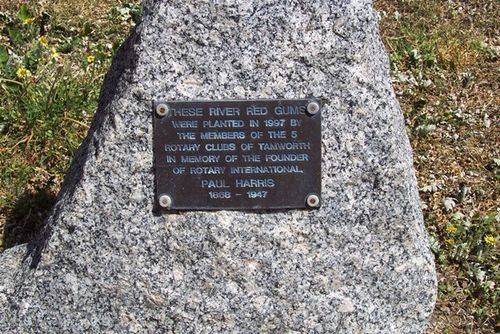 THESE RIVER RED GUMS
WERE PLANTED IN 1997 BY
THE MEMBERS OF THE 5
ROTARY CLUBS OF TAMWORTH
IN MEMORY OF THE FOUNDER
OF ROTARY INTERNATIONAL,
PAUL HARRIS
1868 - 1947